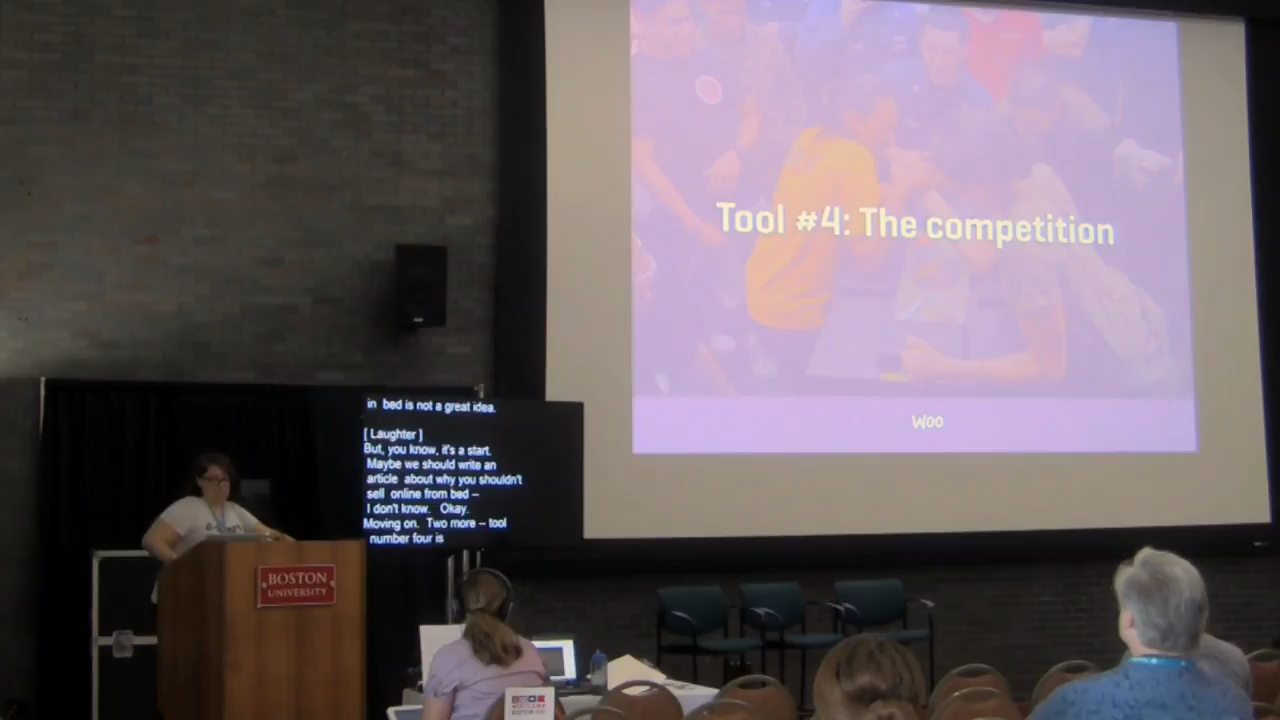 Tool #4: The competition
Woo
in bed is not a great idea.
[ Laughter ]
But, you know, it's a start.
Maybe we should write an
article about why you shouldn't
sell online from bed –
I don't know. Okay.
Moving on. Two more – tool
number four is
BOSTON
UNIVERSITY